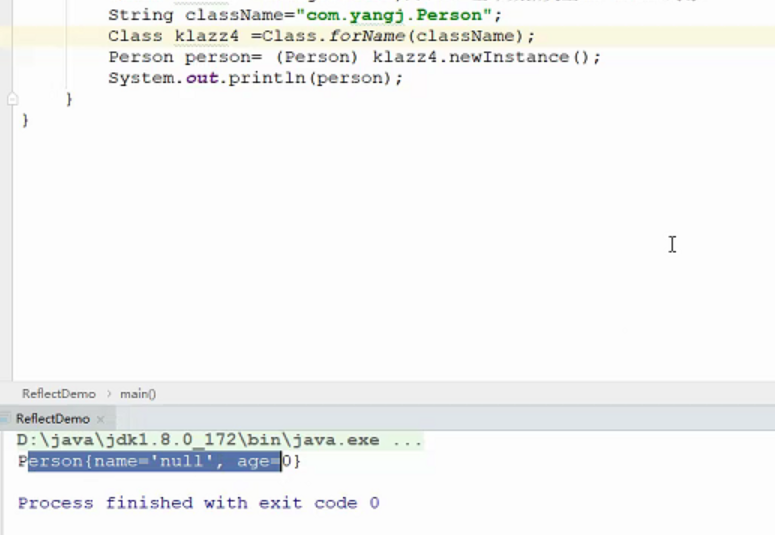 String className="com.yangj.Person";
Class klazz4 =Class.forName(className);
Person person= (Person) klazz4.newInstance();
System.out.println(person);
}
}
ReflectDemo > main()
ReflectDemo ×
D:\java\jdk1.8.0_172\bin\java.exe ...
Person{name='null', age=0}
Process finished with exit code 0